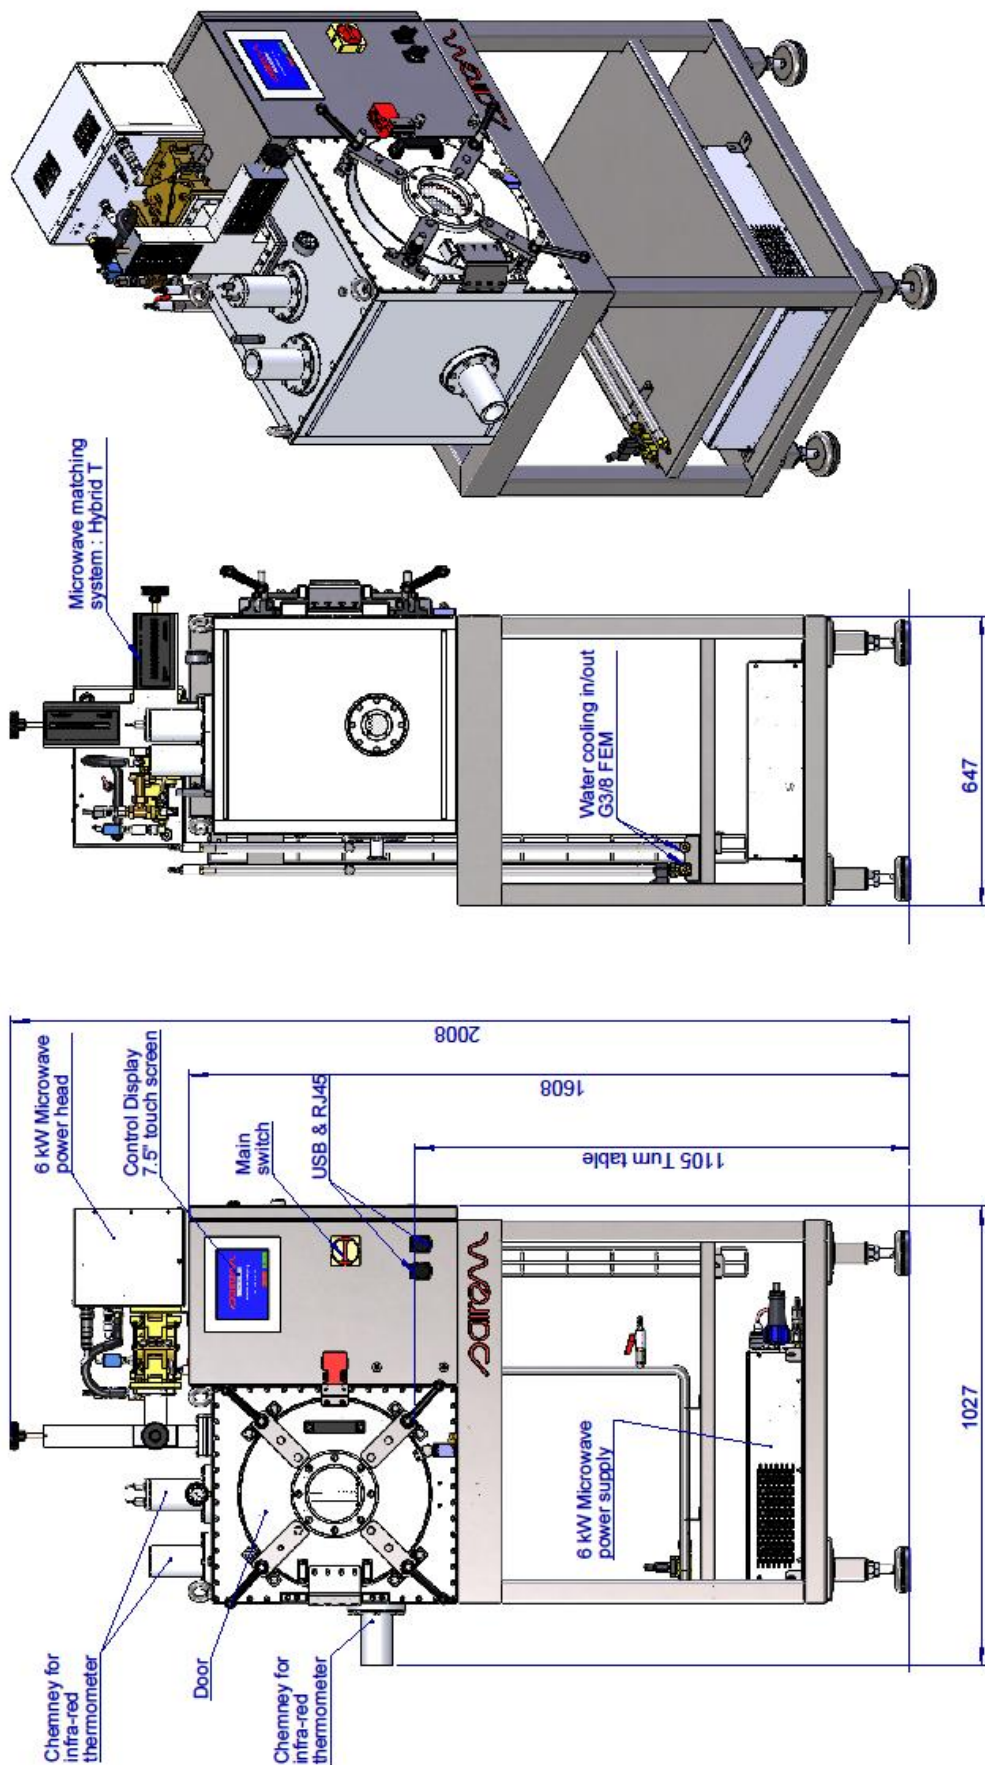 Microwave matching
system : Hybrid T
Water cooling in/out
G3/8 FEM
647
6 kW Microwave
power head
Control Display
7.5" touch screen
Main
switch
USB & RJ45
2008
1608
1105 Turn table
Chemney for
infra-red
thermometer
Door
Chemney for
infra-red
thermometer
6 kW Microwave
power supply
1027